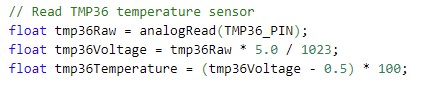 // Read TMP36 temperature sensor
float tmp36Raw = analogRead(TMP36_PIN);
float tmp36Voltage = tmp36Raw * 5.0 / 1023;
float tmp36Temperature = (tmp36Voltage - 0.5) * 100;